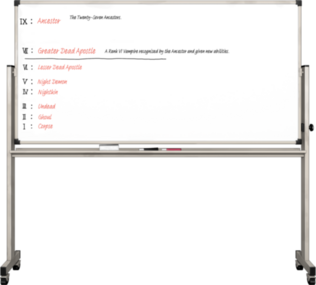 IX : Ancestor The Twenty-Seven Ancestors.
VII : Greater Dead Apostle A Rank VI Vampire recognized by the Ancestor and given new abilities.
VI : Lesser Dead Apostle
V : Night Demon
IV : Nightkin
III : Undead
II : Ghoul
I : Corpse